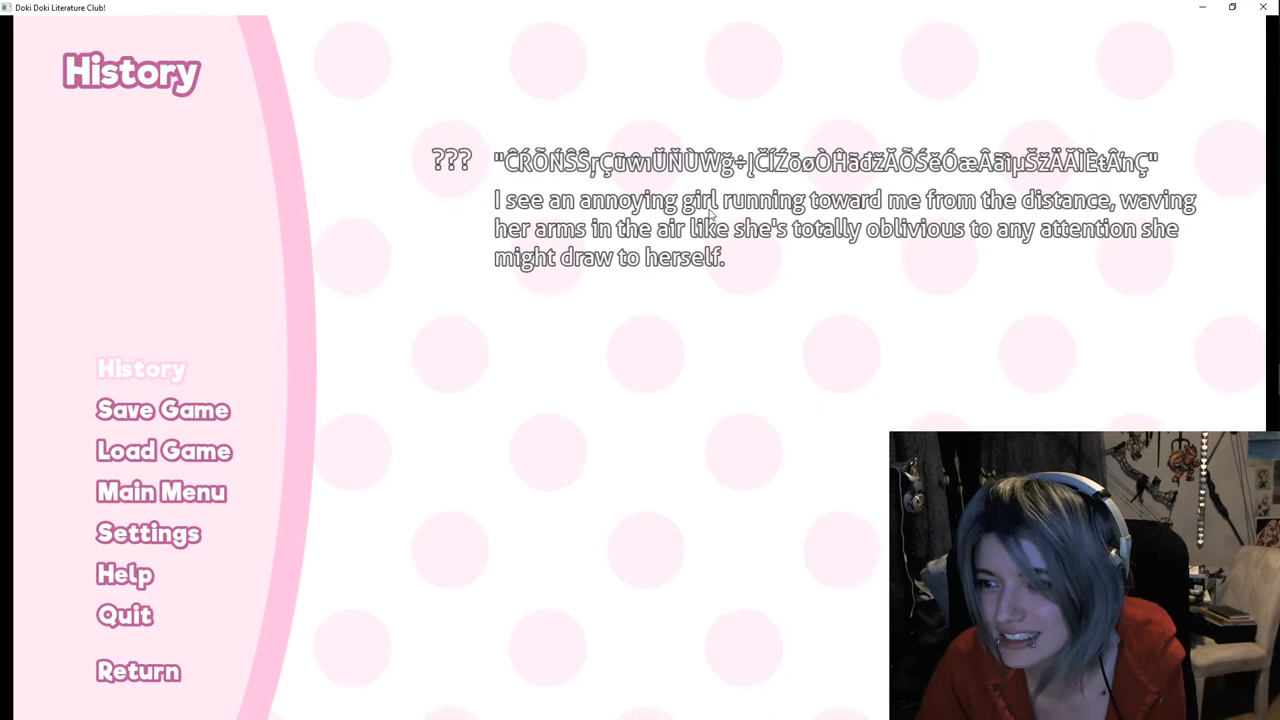 Doki Doki Literature Club!
History
???
I see an annoying girl running toward me from the distance, waving
her arms in the air like she's totally oblivious to any attention she
might draw to herself.
History
Save Game
Load Game
Main Menu
Settings
Help
Quit
Return